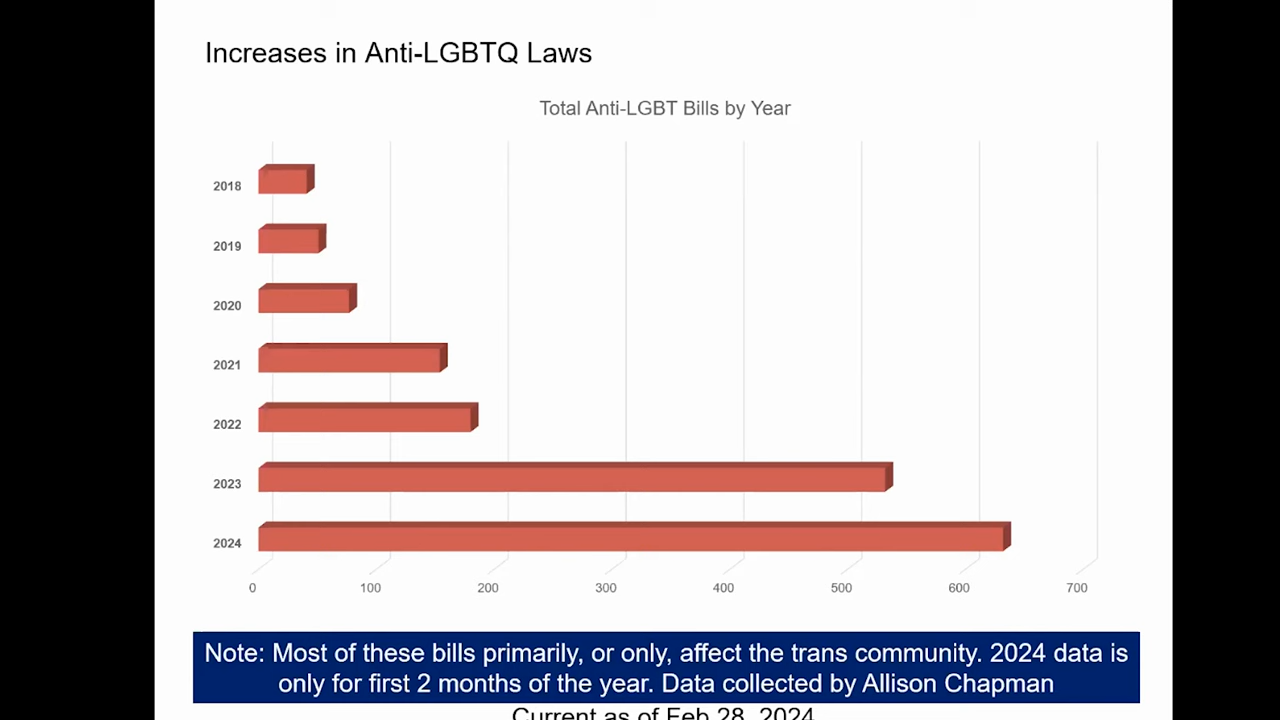 Increases in Anti-LGBTQ Laws
Total Anti-LGBT Bills by Year
2018
2019
2020
2021
2022
2023
2024
0 100 200 300 400 500 600 700
Note: Most of these bills primarily, or only, affect the trans community. 2024 data is
only for first 2 months of the year. Data collected by Allison Chapman
Current as of Feb 28, 2024